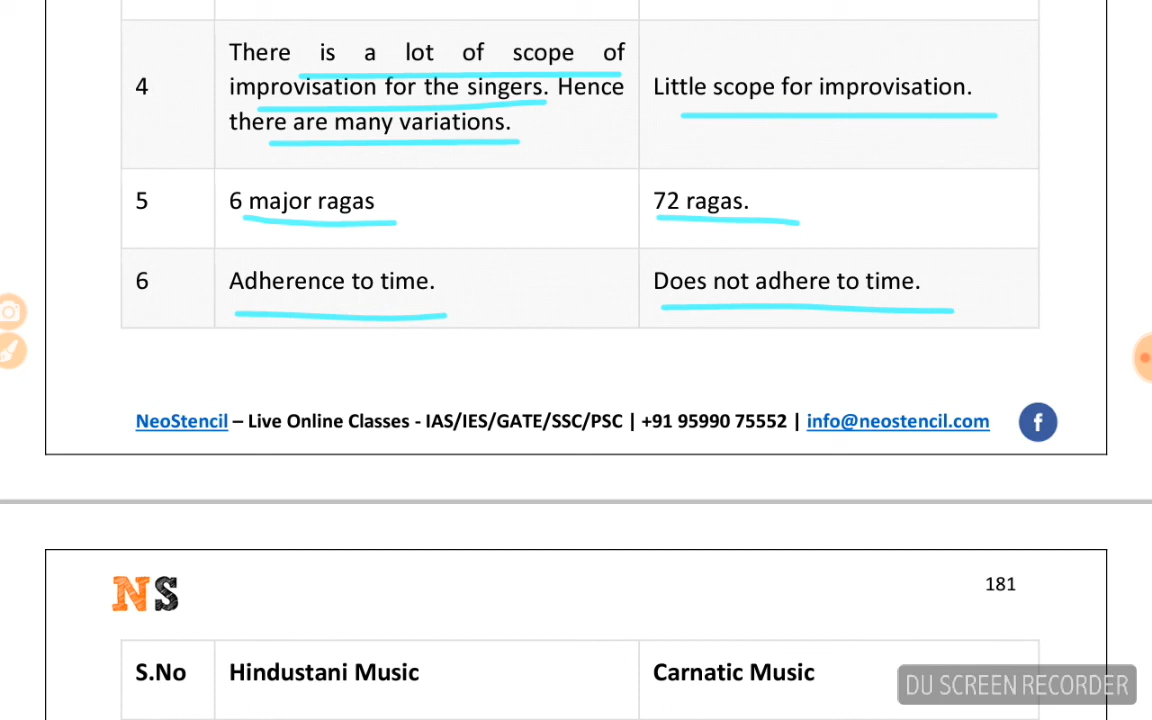 4
There is a lot of scope of
improvisation for the singers. Hence
there are many variations.
Little scope for improvisation.
5
6 major ragas
72 ragas.
6
Adherence to time.
Does not adhere to time.
NeoStencil – Live Online Classes - IAS/IES/GATE/SSC/PSC | +91 95990 75552 | info@neostencil.com
f
NS
181
S.No
Hindustani Music
Carnatic Music
DU SCREEN RECORDER